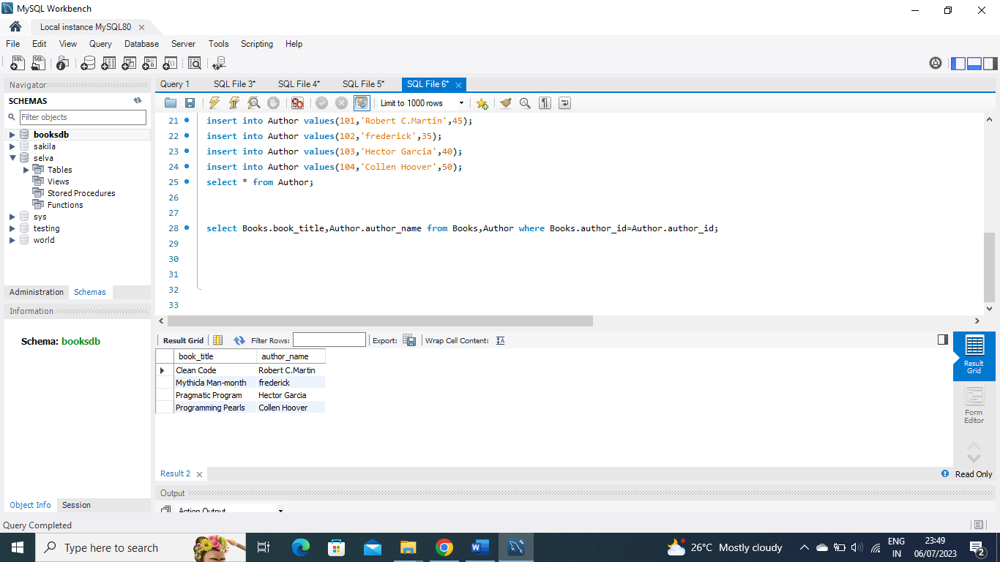 MySQL Workbench
Local instance MySQL80
File Edit View Query Database Server Tools Scripting Help
Navigator
SCHEMAS
Filter objects
booksdb
sakila
selva
Tables
Views
Stored Procedures
Functions
sys
testing
world
Administration Schemas
Information
Schema: booksdb
Object Info Session
Query 1 SQL File 3* SQL File 4* SQL File 5* SQL File 6*
Limit to 1000 rows
21 insert into Author values(101,'Robert C.Martin',45);
22 insert into Author values(102,'frederick',35);
23 insert into Author values(103,'Hector Garcia',40);
24 insert into Author values(104,'Collen Hoover',50);
25 select * from Author;
26
27
28 select Books.book_title,Author.author_name from Books,Author where Books.author_id=Author.author_id;
29
30
31
32
33
Result Grid Filter Rows: Export: Wrap Cell Content:
book_title author_name
Clean Code Robert C.Martin
Mythicla Man-month frederick
Pragmatic Program Hector Garcia
Programming Pearls Collen Hoover
Result
Grid
Form
Editor
Result 2
Read Only
Output
Action Output
Query Completed
Type here to search
26°C Mostly cloudy
ENG
IN
23:49
06/07/2023
2